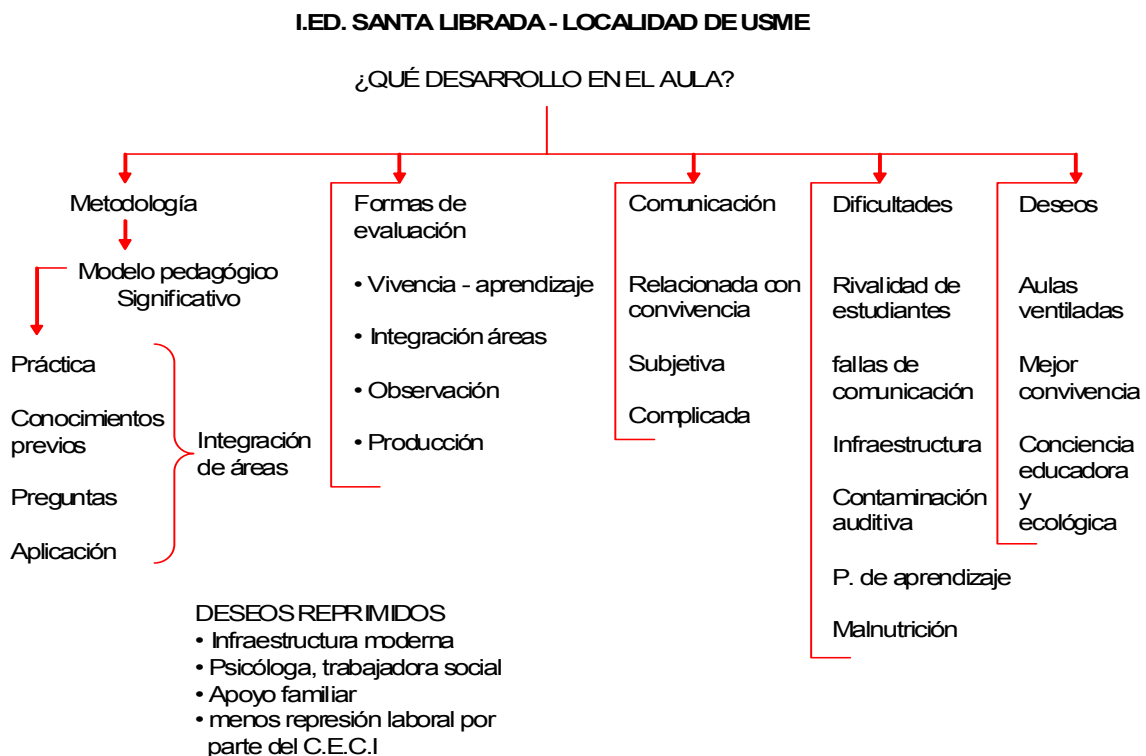 I.ED. SANTA LIBRADA - LOCALIDAD DE USME
¿QUÉ DESARROLLO EN EL AULA?
Metodología
Modelo pedagógico
Significativo
Práctica
Conocimientos
previos
Preguntas
Aplicación
Integración
de áreas
Formas de
evaluación
• Vivencia - aprendizaje
• Integración áreas
• Observación
• Producción
Comunicación
Relacionada con
convivencia
Subjetiva
Complicada
Dificultades
Rivalidad de
estudiantes
fallas de
comunicación
Infraestructura
Contaminación
auditiva
P. de aprendizaje
Malnutrición
Deseos
Aulas
ventiladas
Mejor
convivencia
Conciencia
educadora
y
ecológica
DESEOS REPRIMIDOS
• Infraestructura moderna
• Psicóloga, trabajadora social
• Apoyo familiar
• menos represión laboral por
parte del C.E.C.I